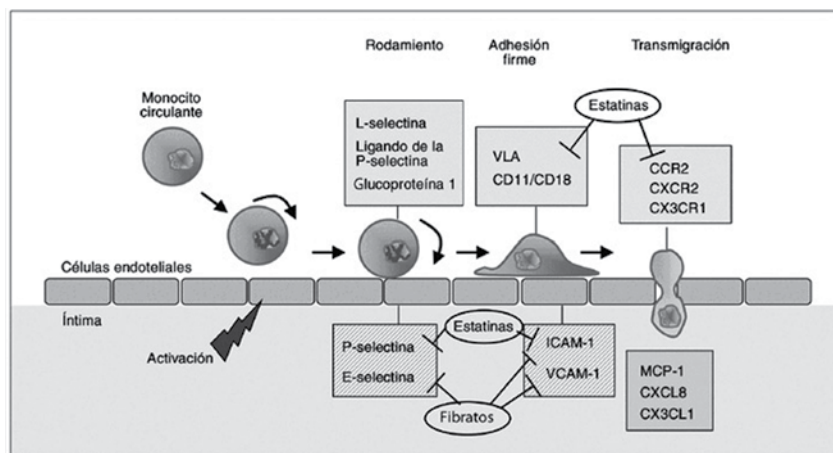 Rodamiento
Adhesión
firme
Transmigración
Monocito
circulante
Estatinas
L-selectina
Ligando de la
P-selectina
Glucoproteína 1
VLA
CD11/CD18
CCR2
CXCR2
CX3CR1
Células endoteliales
Íntima
Activación
P-selectina
E-selectina
Estatinas
ICAM-1
VCAM-1
Fibratos
MCP-1
CXCL8
CX3CL1